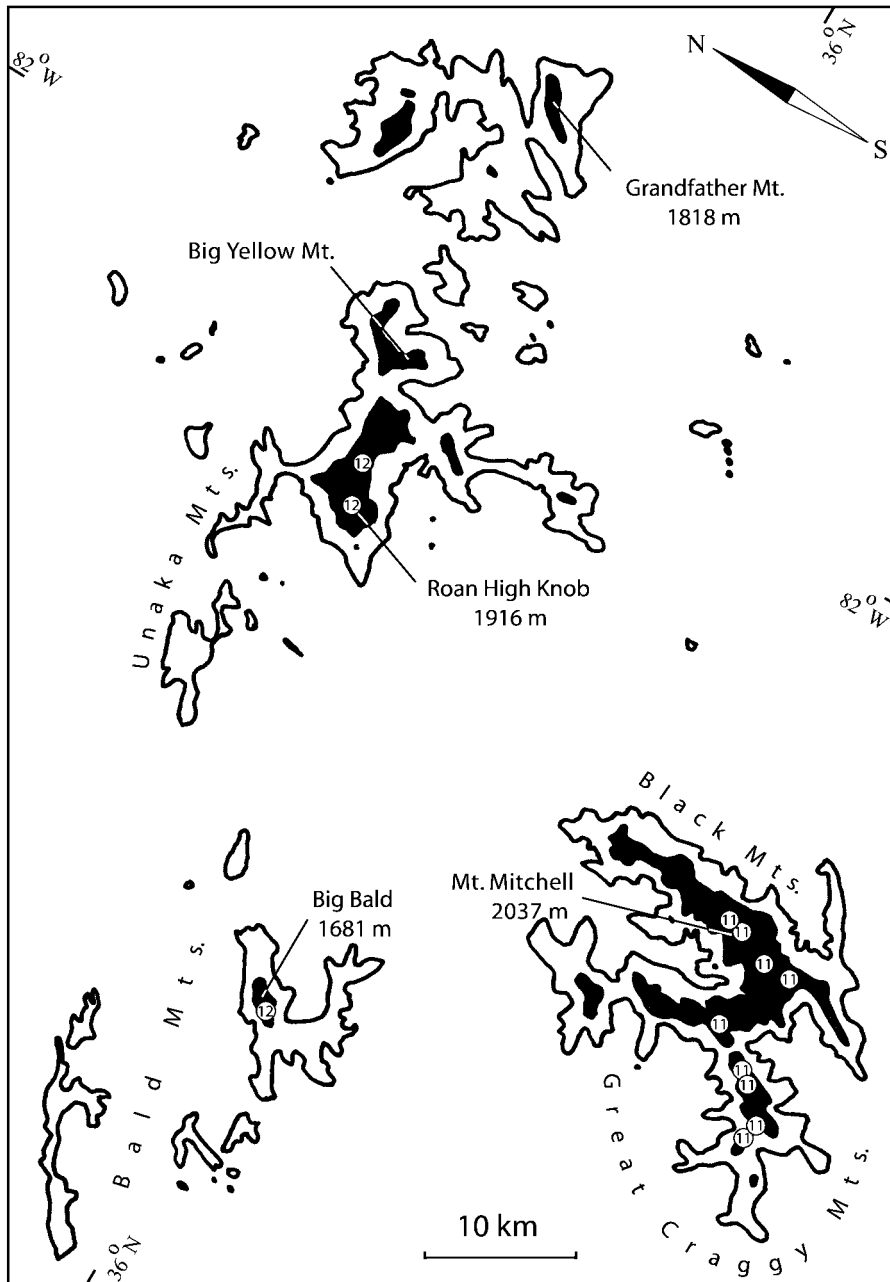 82°W
36°N
N
S
Grandfather Mt.
1818 m
Big Yellow Mt.
12
12
Unaka Mts.
Roan High Knob
1916 m
82°W
Black Mts.
Mt. Mitchell
2037 m
11
11
11
11
11
11
11
11
11
Big Bald
1681 m
12
Bald Mts.
Great Craggy Mts.
10 km
36°N